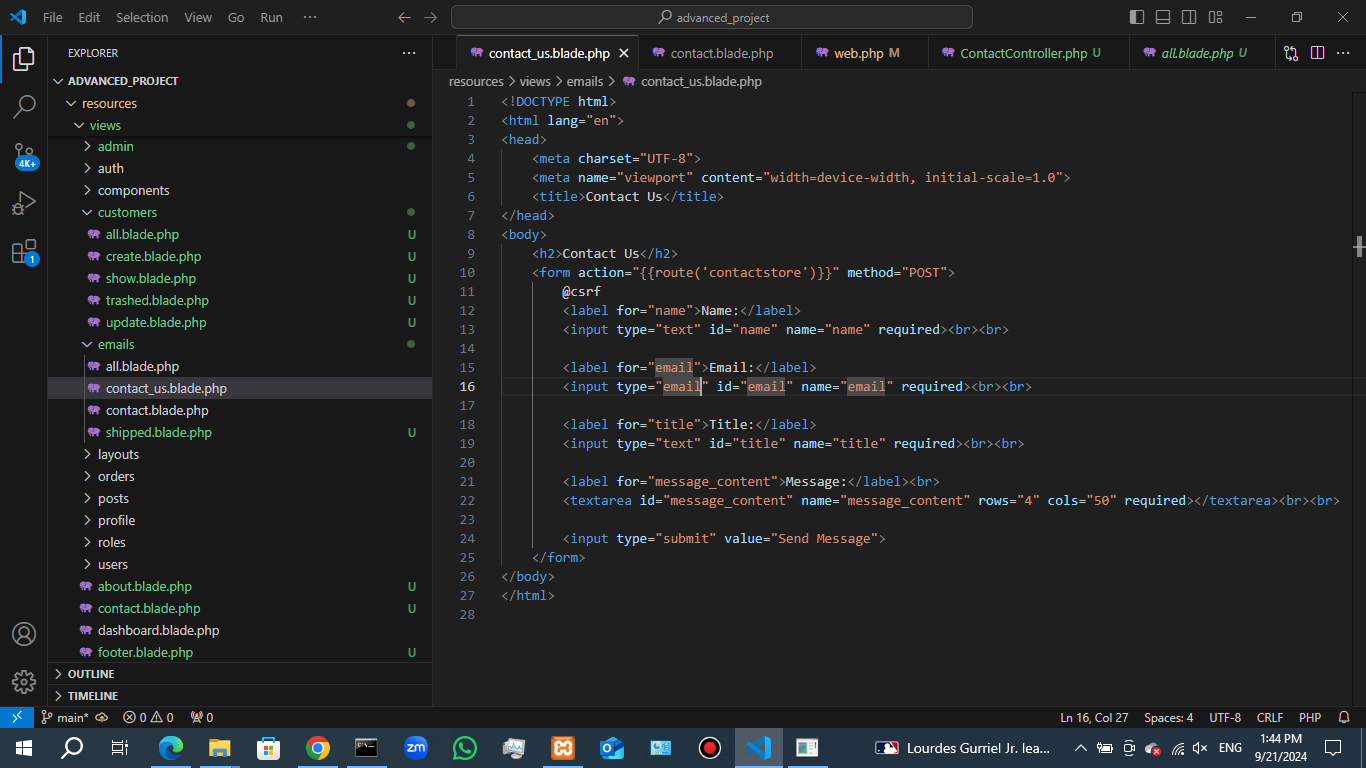 File Edit Selection View Go Run ··· advanced_project
EXPLORER ···
ADVANCED_PROJECT
resources
views
admin
auth
components
customers
all.blade.php U
create.blade.php U
show.blade.php U
trashed.blade.php U
update.blade.php U
emails
all.blade.php
contact_us.blade.php
contact.blade.php
shipped.blade.php U
layouts
orders
posts
profile
roles
users
about.blade.php U
contact.blade.php U
dashboard.blade.php
footer.blade.php U
OUTLINE
TIMELINE
4K+
1
contact_us.blade.php contact.blade.php web.php M ContactController.php U all.blade.php U ···
resources > views > emails > contact_us.blade.php
1 <!DOCTYPE html>
2 <html lang="en">
3 <head>
4 <meta charset="UTF-8">
5 <meta name="viewport" content="width=device-width, initial-scale=1.0">
6 <title>Contact Us</title>
7 </head>
8 <body>
9 <h2>Contact Us</h2>
10 <form action="{{route('contactstore')}}" method="POST">
11 @csrf
12 <label for="name">Name:</label>
13 <input type="text" id="name" name="name" required><br><br>
14
15 <label for="email">Email:</label>
16 <input type="email" id="email" name="email" required><br><br>
17
18 <label for="title">Title:</label>
19 <input type="text" id="title" name="title" required><br><br>
20
21 <label for="message_content">Message:</label><br>
22 <textarea id="message_content" name="message_content" rows="4" cols="50" required></textarea><br><br>
23
24 <input type="submit" value="Send Message">
25 </form>
26 </body>
27 </html>
28
main* 0 0 0 Ln 16, Col 27 Spaces: 4 UTF-8 CRLF PHP
zm Lourdes Gurriel Jr. lea... ENG 1:44 PM
9/21/2024